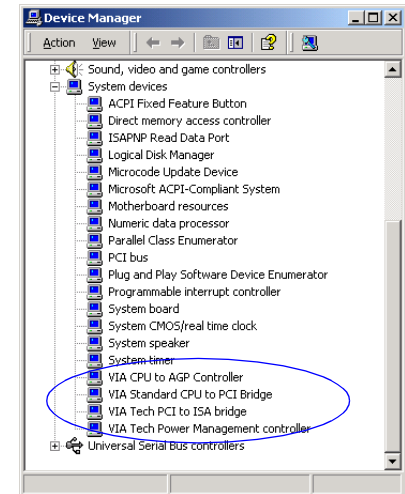 Device Manager
Action View
Sound, video and game controllers
System devices
ACPI Fixed Feature Button
Direct memory access controller
ISAPNP Read Data Port
Logical Disk Manager
Microcode Update Device
Microsoft ACPI-Compliant System
Motherboard resources
Numeric data processor
Parallel Class Enumerator
PCI bus
Plug and Play Software Device Enumerator
Programmable interrupt controller
System board
System CMOS/real time clock
System speaker
System timer
VIA CPU to AGP Controller
VIA Standard CPU to PCI Bridge
VIA Tech PCI to ISA bridge
VIA Tech Power Management controller
Universal Serial Bus controllers